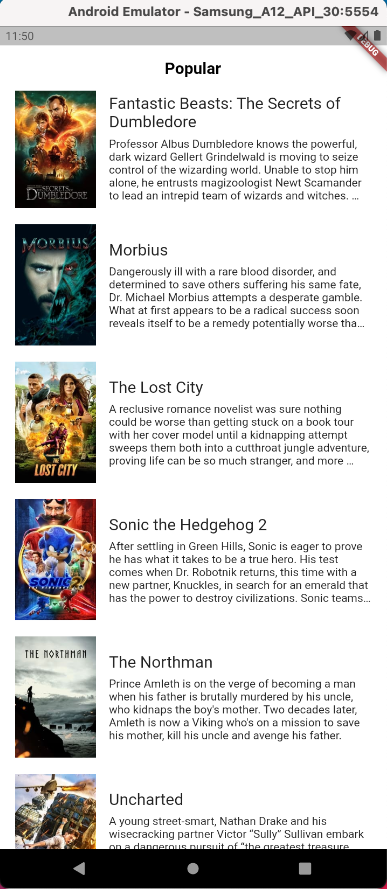 Android Emulator - Samsung_A12_API_30:5554
11:50
DEBUG
Popular
Fantastic Beasts: The Secrets of
Dumbledore
Professor Albus Dumbledore knows the powerful,
dark wizard Gellert Grindelwald is moving to seize
control of the wizarding world. Unable to stop him
alone, he entrusts magizoologist Newt Scamander
to lead an intrepid team of wizards and witches. …
SECRETS
DUMBLEDORE
MORBIUS
Morbius
Dangerously ill with a rare blood disorder, and
determined to save others suffering his same fate,
Dr. Michael Morbius attempts a desperate gamble.
What at first appears to be a radical success soon
reveals itself to be a remedy potentially worse tha…
The Lost City
A reclusive romance novelist was sure nothing
could be worse than getting stuck on a book tour
with her cover model until a kidnapping attempt
sweeps them both into a cutthroat jungle adventure,
proving life can be so much stranger, and more …
LOST CITY
Sonic the Hedgehog 2
After settling in Green Hills, Sonic is eager to prove
he has what it takes to be a true hero. His test
comes when Dr. Robotnik returns, this time with a
new partner, Knuckles, in search for an emerald that
has the power to destroy civilizations. Sonic teams…
SONIC
2
THE NORTHMAN
The Northman
Prince Amleth is on the verge of becoming a man
when his father is brutally murdered by his uncle,
who kidnaps the boy's mother. Two decades later,
Amleth is now a Viking who's on a mission to save
his mother, kill his uncle and avenge his father.
Uncharted
A young street-smart, Nathan Drake and his
wisecracking partner Victor “Sully” Sullivan embark
on a dangerous pursuit of “the greatest treasure